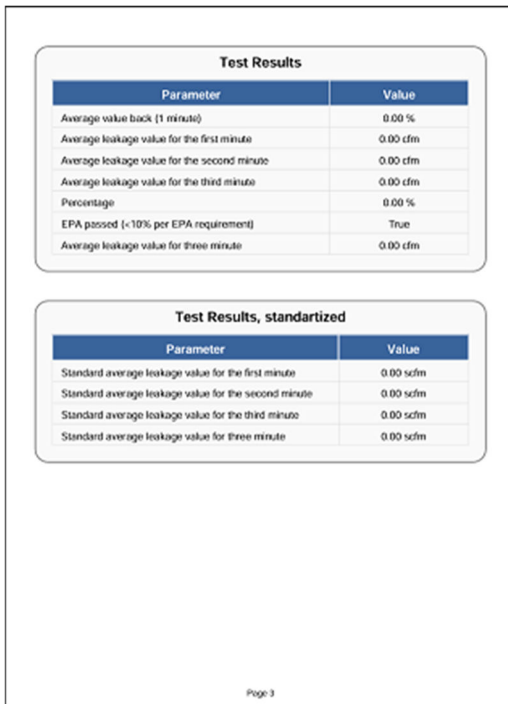 Test Results
Parameter Value
Average value back (1 minute) 0.00 %
Average leakage value for the first minute 0.00 cfm
Average leakage value for the second minute 0.00 cfm
Average leakage value for the third minute 0.00 cfm
Percentage 0.00 %
EPA passed (<10% per EPA requirement) True
Average leakage value for three minute 0.00 cfm
Test Results, standartized
Parameter Value
Standard average leakage value for the first minute 0.00 scfm
Standard average leakage value for the second minute 0.00 scfm
Standard average leakage value for the third minute 0.00 scfm
Standard average leakage value for three minute 0.00 scfm
Page 3